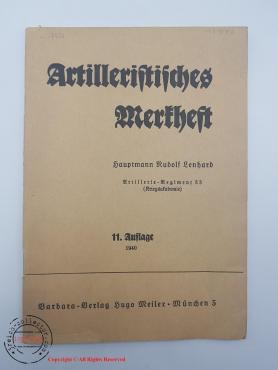 Artilleristisches
Merkheft
Hauptmann Rudolf Lenhard
Artillerie-Regiment 53
(Kriegsakademie)
11. Auflage
1940
Barbara-Verlag Hugo Meiler · München 5
Copyright © All Rights Reserved